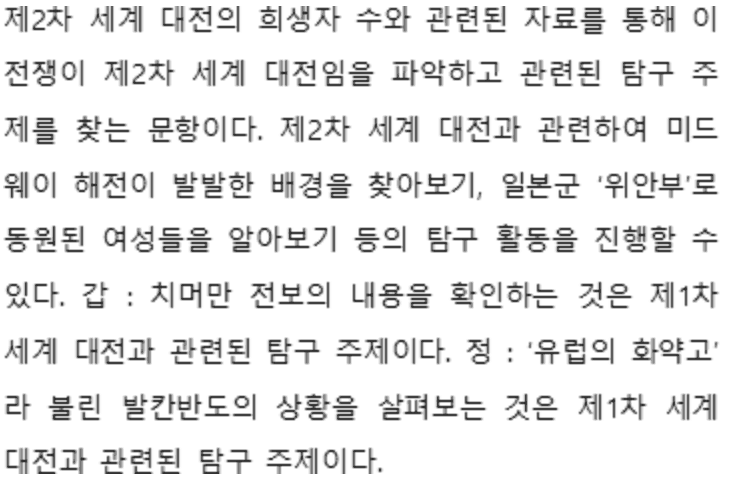 제2차 세계 대전의 희생자 수와 관련된 자료를 통해 이
전쟁이 제2차 세계 대전임을 파악하고 관련된 탐구 주
제를 찾는 문항이다. 제2차 세계 대전과 관련하여 미드
웨이 해전이 발발한 배경을 찾아보기, 일본군 ‘위안부’로
동원된 여성들을 알아보기 등의 탐구 활동을 진행할 수
있다. 갑 : 치머만 전보의 내용을 확인하는 것은 제1차
세계 대전과 관련된 탐구 주제이다. 정 : ‘유럽의 화약고’
라 불린 발칸반도의 상황을 살펴보는 것은 제1차 세계
대전과 관련된 탐구 주제이다.